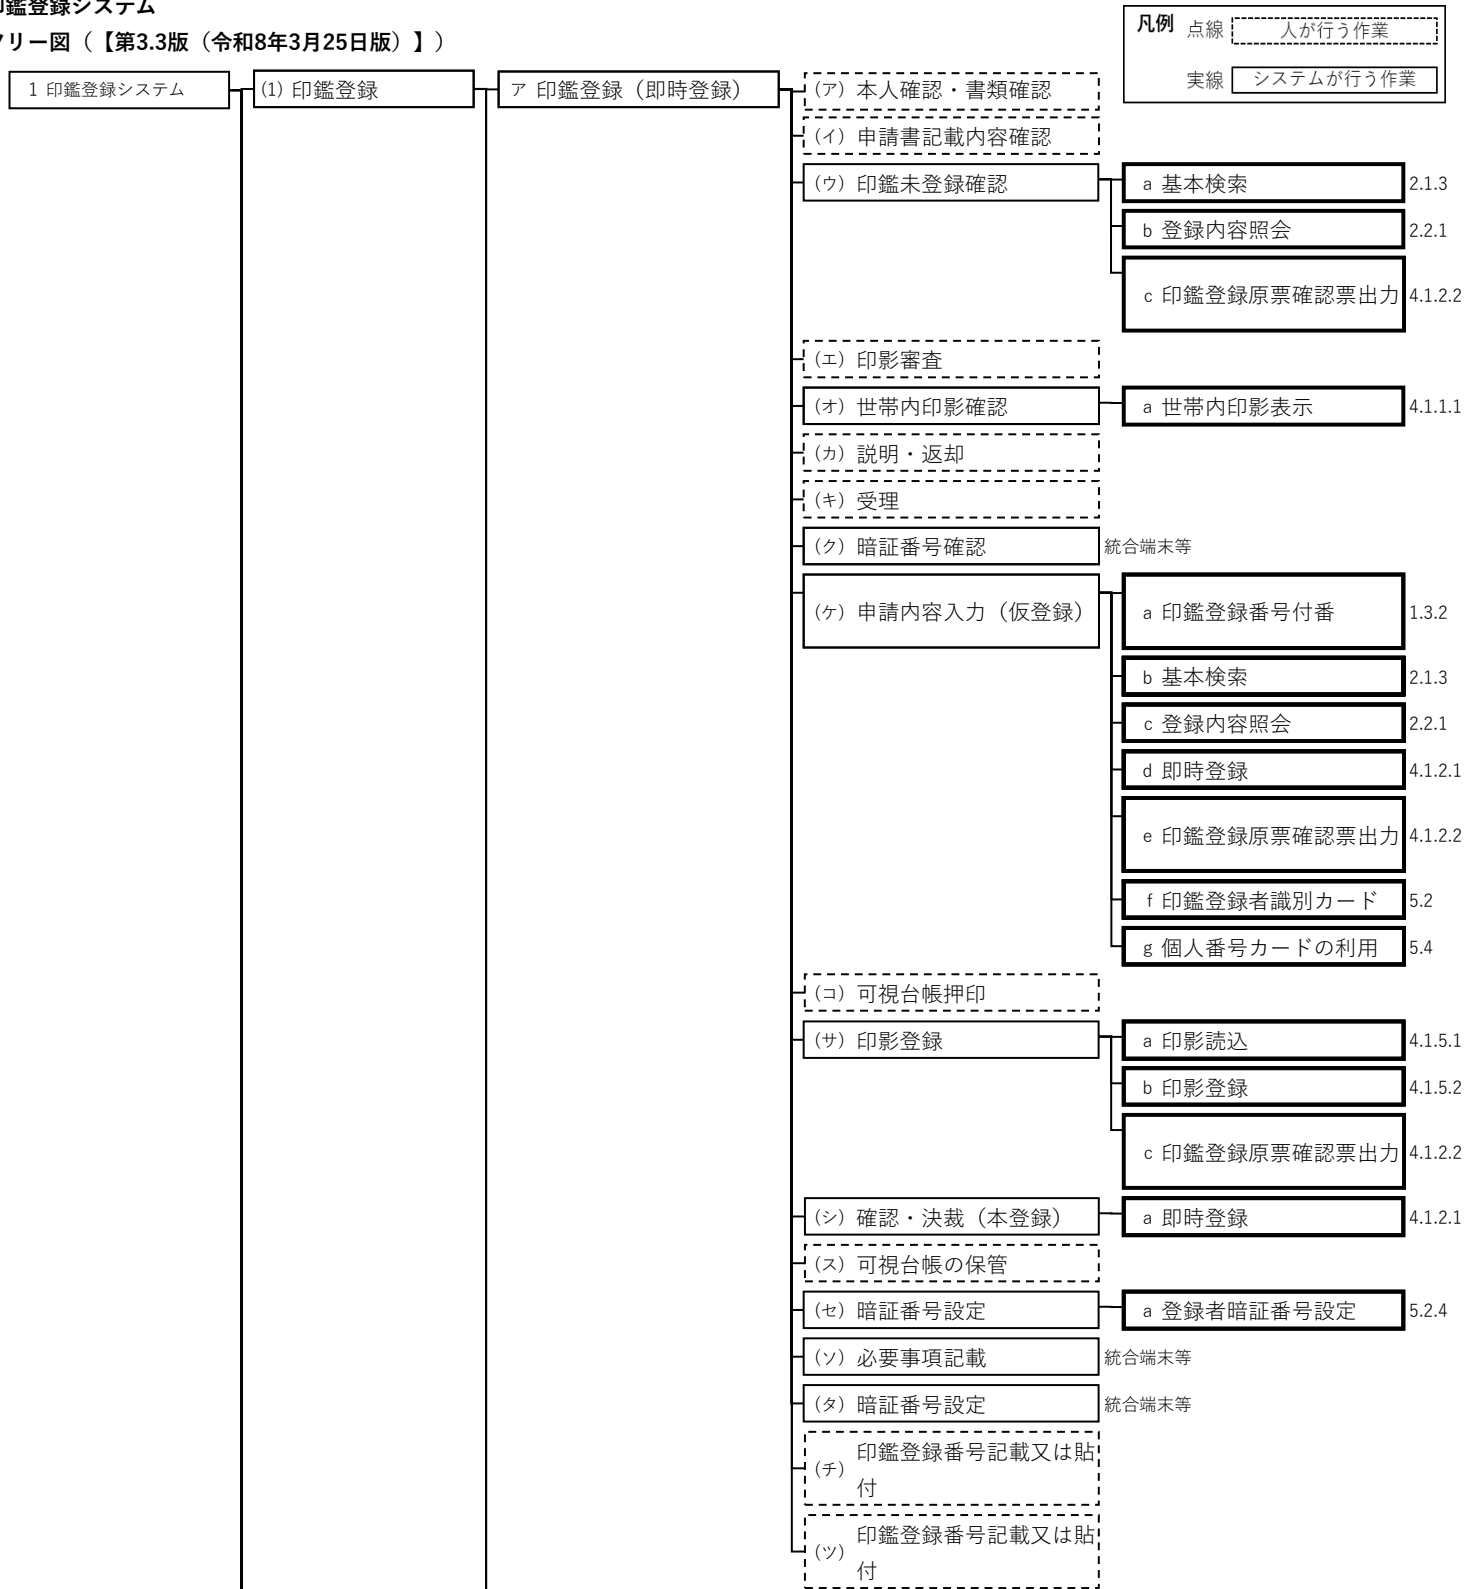 印鑑登録システム
ツリー図（【第3.3版（令和8年3月25日版）】）
凡例
点線 人が行う作業
実線 システムが行う作業
1 印鑑登録システム
(1) 印鑑登録
ア 印鑑登録（即時登録）
(ア) 本人確認・書類確認
(イ) 申請書記載内容確認
(ウ) 印鑑未登録確認
a 基本検索 2.1.3
b 登録内容照会 2.2.1
c 印鑑登録原票確認票出力 4.1.2.2
(エ) 印影審査
(オ) 世帯内印影確認
a 世帯内印影表示 4.1.1.1
(カ) 説明・返却
(キ) 受理
(ク) 暗証番号確認 統合端末等
(ケ) 申請内容入力（仮登録）
a 印鑑登録番号付番 1.3.2
b 基本検索 2.1.3
c 登録内容照会 2.2.1
d 即時登録 4.1.2.1
e 印鑑登録原票確認票出力 4.1.2.2
f 印鑑登録者識別カード 5.2
g 個人番号カードの利用 5.4
(コ) 可視台帳押印
(サ) 印影登録
a 印影読込 4.1.5.1
b 印影登録 4.1.5.2
c 印鑑登録原票確認票出力 4.1.2.2
(シ) 確認・決裁（本登録）
a 即時登録 4.1.2.1
(ス) 可視台帳の保管
(セ) 暗証番号設定
a 登録者暗証番号設定 5.2.4
(ソ) 必要事項記載 統合端末等
(タ) 暗証番号設定 統合端末等
(チ) 印鑑登録番号記載又は貼
付
(ツ) 印鑑登録番号記載又は貼
付